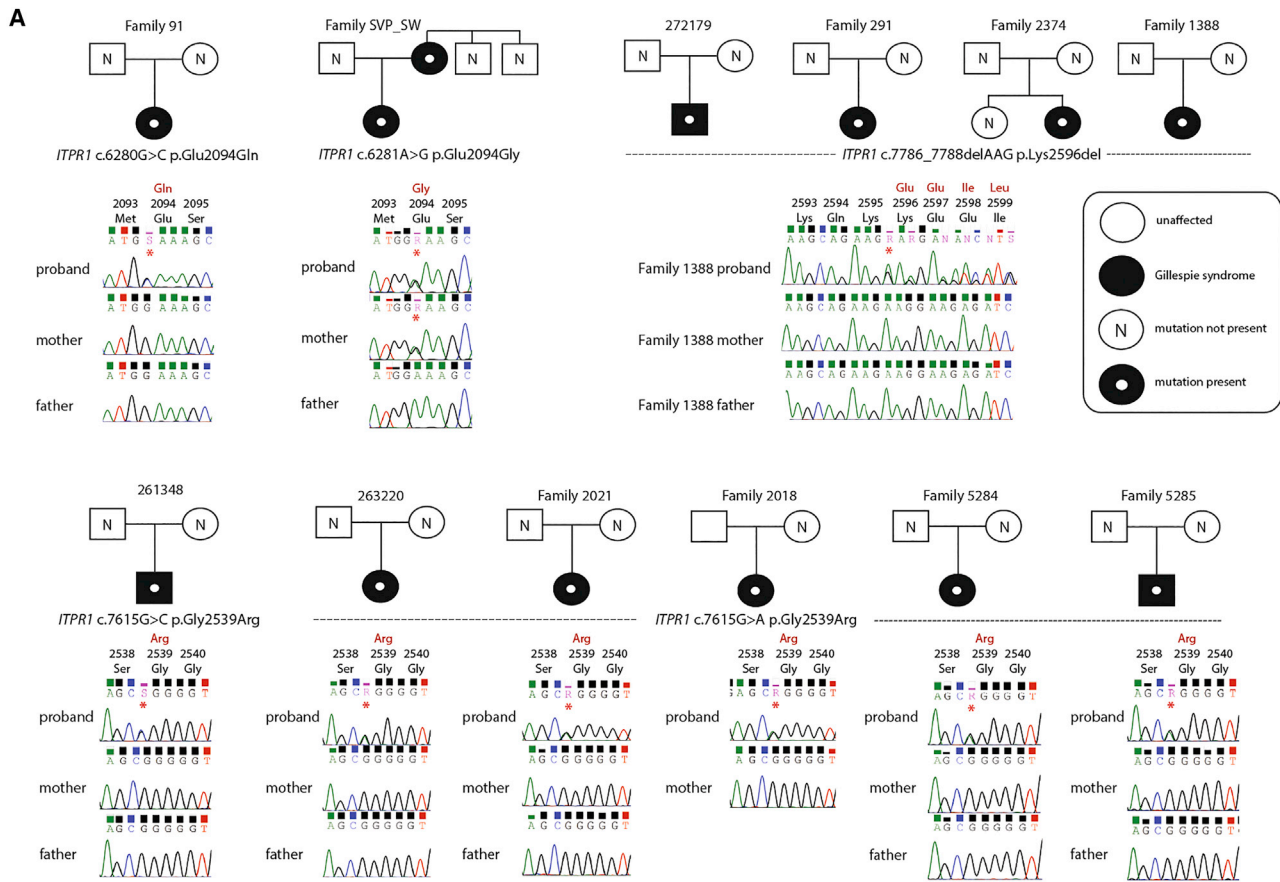 A
Family 91
Family SVP_SW
272179
Family 291
Family 2374
Family 1388
N N
N N N
N N
N N
N N
N N
N
ITPR1 c.6280G>C p.Glu2094Gln
ITPR1 c.6281A>G p.Glu2094Gly
ITPR1 c.7786_7788delAAG p.Lys2596del
Gln
2093 2094 2095
Met Glu Ser
A T G S A A A G C
*
proband
A T G G A A A G C
mother
A T G G A A A G C
father
Gly
2093 2094 2095
Met Glu Ser
A T G G R A A G C
*
proband
A T G G R A A G C
*
mother
A T G G A A A G C
father
Glu Glu Ile Leu
2593 2594 2595 2596 2597 2598 2599
Lys Gln Lys Lys Glu Glu Ile
A A G C A G A A G R A R G A N A N C N T S
*
Family 1388 proband
A A G C A G A A G A A G G A A G A G A T C
Family 1388 mother
A A G C A G A A G A A G G A A G A G A T C
Family 1388 father
unaffected
Gillespie syndrome
N mutation not present
mutation present
261348
263220
Family 2021
Family 2018
Family 5284
Family 5285
N N
N N
N N
N
N N
N N
ITPR1 c.7615G>C p.Gly2539Arg
ITPR1 c.7615G>A p.Gly2539Arg
Arg
2538 2539 2540
Ser Gly Gly
A G C S G G G G T
*
proband
A G C G G G G G T
mother
A G C G G G G G T
father
Arg
2538 2539 2540
Ser Gly Gly
A G C R G G G G T
*
proband
A G C G G G G G T
mother
A G C G G G G G T
father
Arg
2538 2539 2540
Ser Gly Gly
A G C R G G G G T
*
proband
A G C G G G G G T
mother
A G C G G G G G T
father
Arg
2538 2539 2540
Ser Gly Gly
G A G C R G G G G T
*
proband
A G C G G G G G T
mother
Arg
2538 2539 2540
Ser Gly Gly
A G C R G G G G T
*
proband
A G C G G G G G T
mother
A G C G G G G G T
father
Arg
2538 2539 2540
Ser Gly Gly
A G C R G G G G T
*
proband
A G C G G G G G T
mother
A G C G G G G G T
father